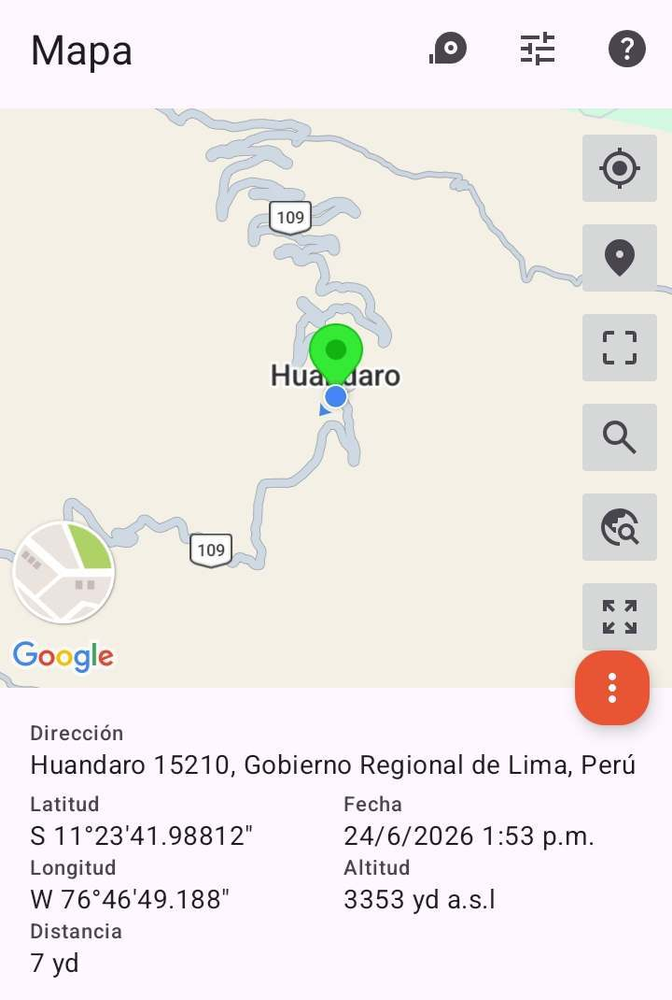 Mapa
109
Huandaro
109
Google
Dirección
Huandaro 15210, Gobierno Regional de Lima, Perú
Latitud
S 11°23'41.98812"
Fecha
24/6/2026 1:53 p.m.
Longitud
W 76°46'49.188"
Altitud
3353 yd a.s.l
Distancia
7 yd